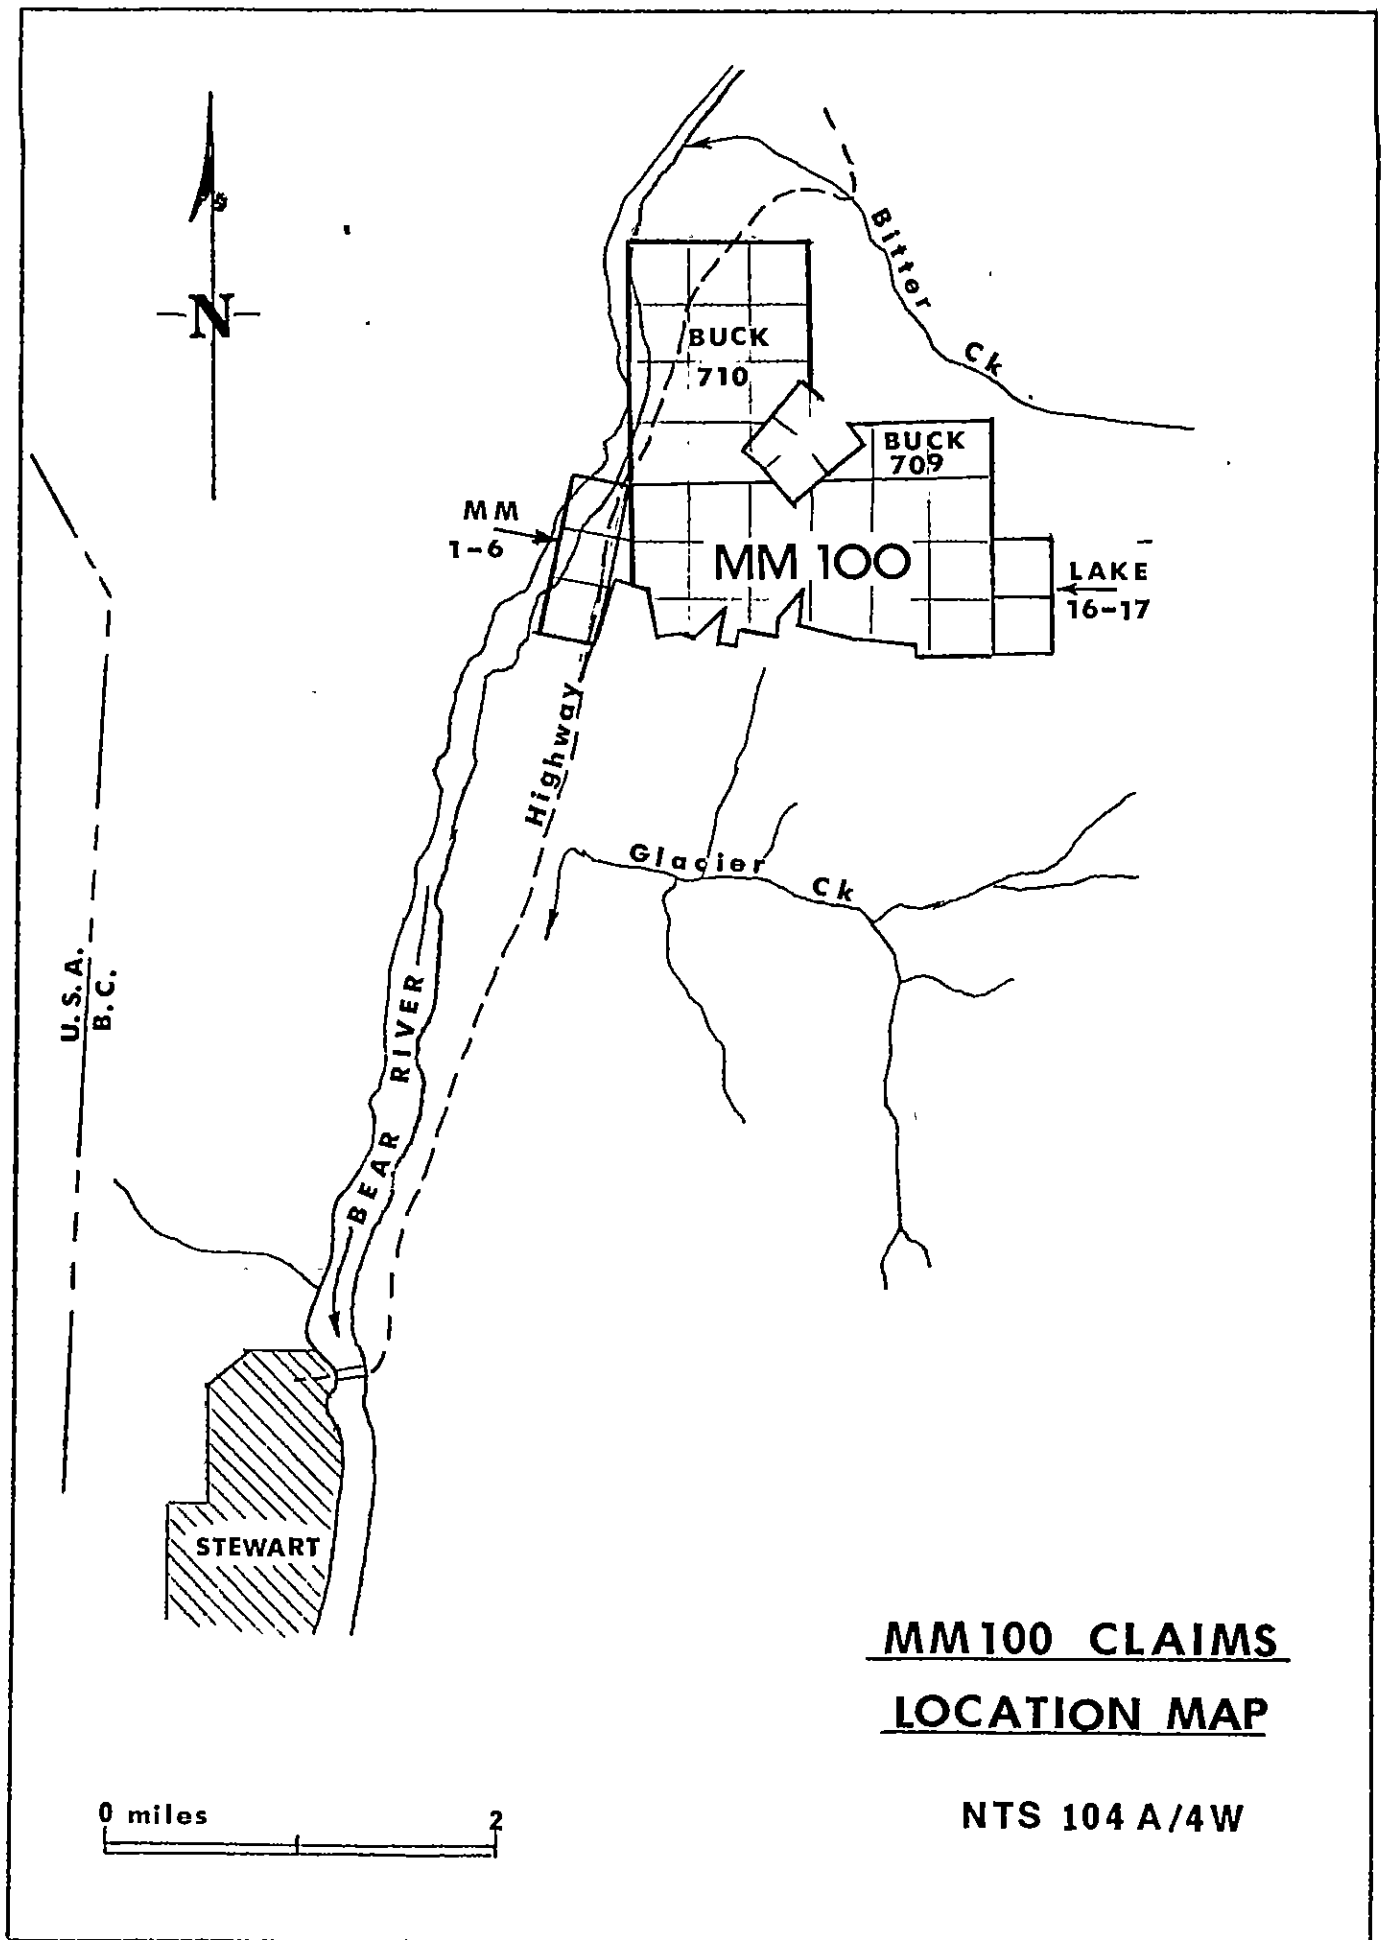 N
Bitter
Ck
BUCK
710
BUCK
709
MM
1-6
MM 100
LAKE
16-17
Highway
Glacier
Ck
U.S.A.
B.C.
BEAR RIVER
STEWART
MM100 CLAIMS
LOCATION MAP
NTS 104 A/4W
0 miles 2